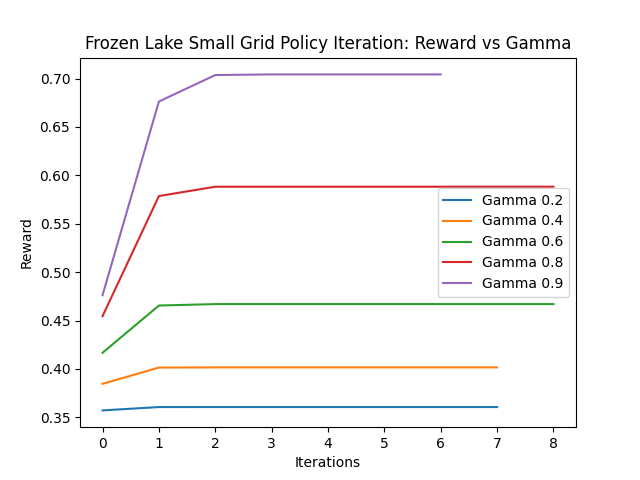 Frozen Lake Small Grid Policy Iteration: Reward vs Gamma
0.70
0.65
0.60
0.55
0.50
0.45
0.40
0.35
Reward
Gamma 0.2
Gamma 0.4
Gamma 0.6
Gamma 0.8
Gamma 0.9
0 1 2 3 4 5 6 7 8
Iterations